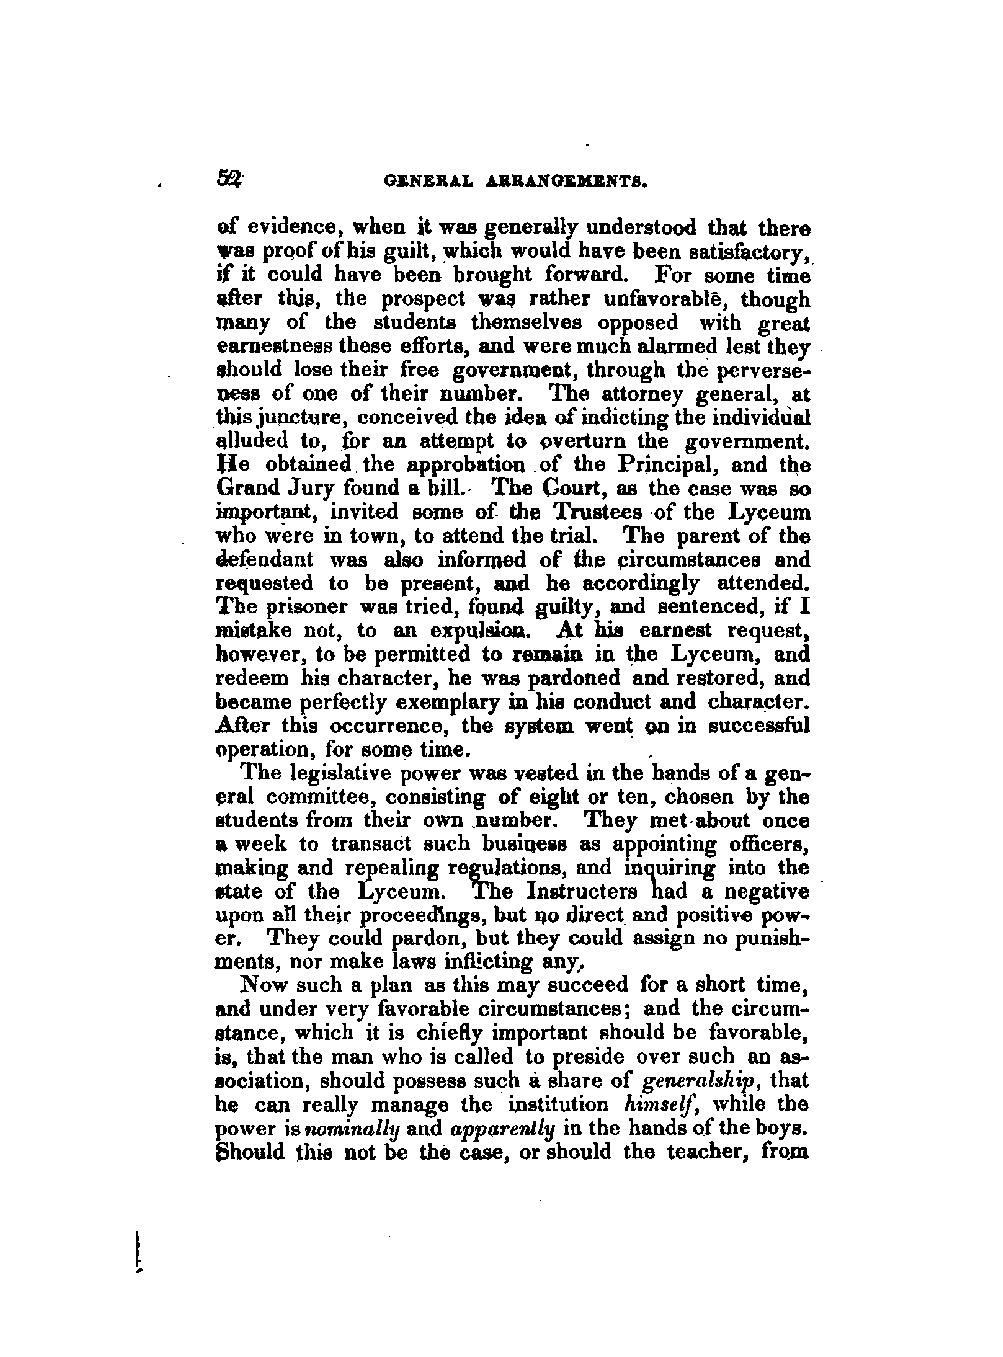 52 GENERAL ARRANGEMENTS.
of evidence, when it was generally understood that there
was proof of his guilt, which would have been satisfactory,
if it could have been brought forward. For some time
after this, the prospect was rather unfavorable, though
many of the students themselves opposed with great
earnestness these efforts, and were much alarmed lest they
should lose their free government, through the perverse-
ness of one of their number. The attorney general, at
this juncture, conceived the idea of indicting the individual
alluded to, for an attempt to overturn the government.
He obtained the approbation of the Principal, and the
Grand Jury found a bill. The Court, as the case was so
important, invited some of the Trustees of the Lyceum
who were in town, to attend the trial. The parent of the
defendant was also informed of the circumstances and
requested to be present, and he accordingly attended.
The prisoner was tried, found guilty, and sentenced, if I
mistake not, to an expulsion. At his earnest request,
however, to be permitted to remain in the Lyceum, and
redeem his character, he was pardoned and restored, and
became perfectly exemplary in his conduct and character.
After this occurrence, the system went on in successful
operation, for some time.
The legislative power was vested in the hands of a gen-
eral committee, consisting of eight or ten, chosen by the
students from their own number. They met about once
a week to transact such business as appointing officers,
making and repealing regulations, and inquiring into the
state of the Lyceum. The Instructers had a negative
upon all their proceedings, but no direct and positive pow-
er. They could pardon, but they could assign no punish-
ments, nor make laws inflicting any.
Now such a plan as this may succeed for a short time,
and under very favorable circumstances; and the circum-
stance, which it is chiefly important should be favorable,
is, that the man who is called to preside over such an as-
sociation, should possess such a share of generalship, that
he can really manage the institution himself, while the
power is nominally and apparently in the hands of the boys.
Should this not be the case, or should the teacher, from